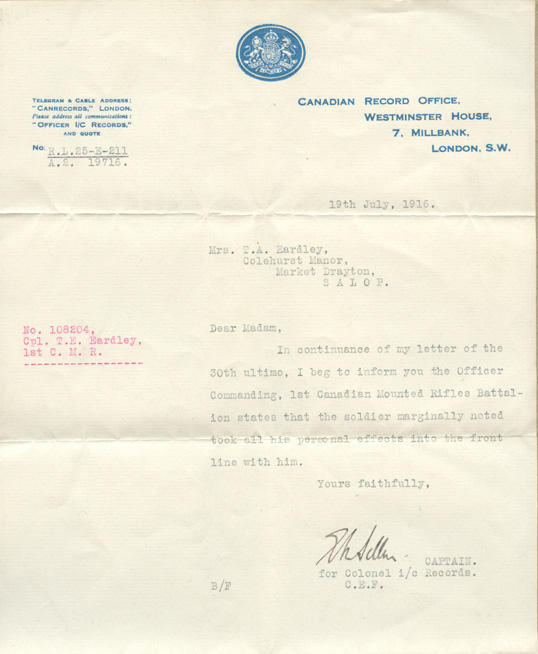 TELEGRAM & CABLE ADDRESS:
"CANRECORDS," LONDON.
Please address all communications:
"OFFICER I/C RECORDS,"
AND QUOTE
No. R.L.25-E-211
A.S. 19716.
CANADIAN RECORD OFFICE,
WESTMINSTER HOUSE,
7, MILLBANK,
LONDON, S.W.
19th July, 1916.
Mrs. T.A. Eardley,
Colehurst Manor,
Market Drayton,
S A L O P.
No. 108204,
Cpl. T.E. Eardley,
1st C. M. R.
Dear Madam,
In continuance of my letter of the
30th ultimo, I beg to inform you the Officer
Commanding, 1st Canadian Mounted Rifles Battal-
ion states that the soldier marginally noted
took all his personal effects into the front
line with him.
Yours faithfully,
CAPTAIN.
for Colonel i/c Records.
C.E.F.
B/F